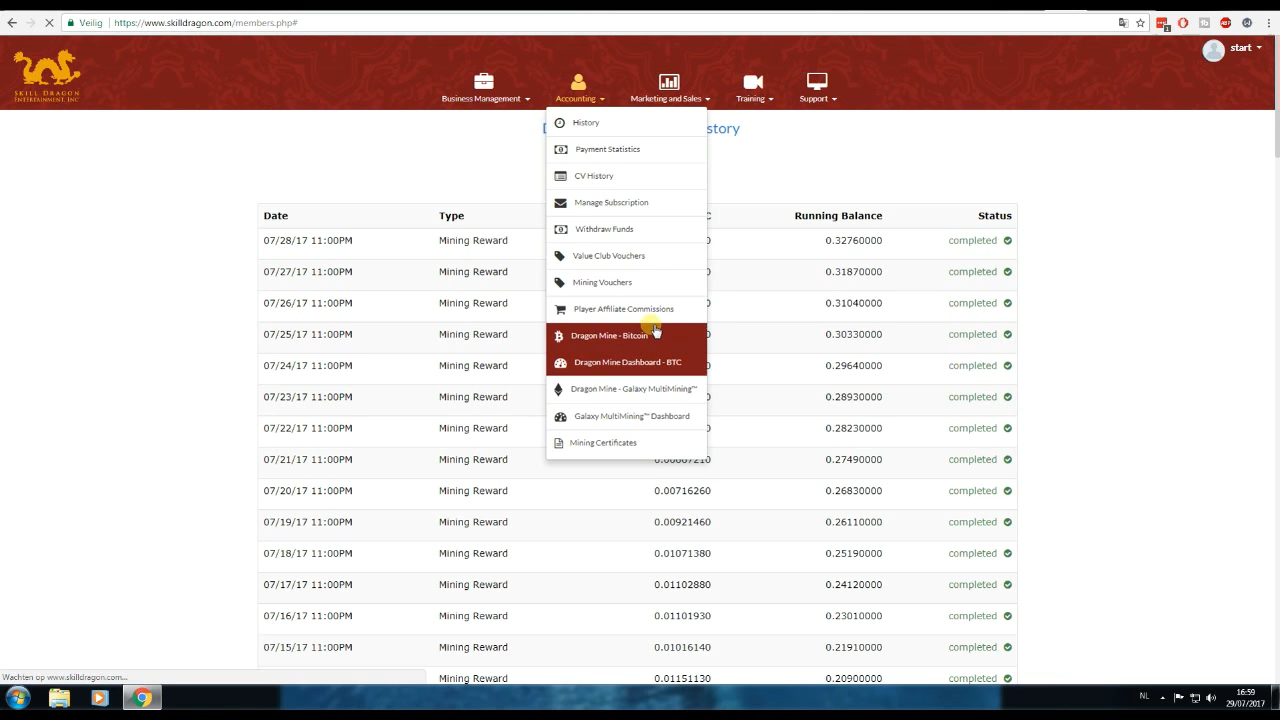 Veilig https://www.skilldragon.com/members.php#
SKILL DRAGON
ENTERTAINMENT, INC
Business Management Accounting Marketing and Sales Training Support start
History
Payment Statistics
CV History
Manage Subscription
Withdraw Funds
Value Club Vouchers
Mining Vouchers
Player Affiliate Commissions
Dragon Mine - Bitcoin
Dragon Mine Dashboard - BTC
Dragon Mine - Galaxy MultiMining™
Galaxy MultiMining™ Dashboard
Mining Certificates
D story
Date Type C Running Balance Status
07/28/17 11:00PM Mining Reward 0 0.32760000 completed
07/27/17 11:00PM Mining Reward 0 0.31870000 completed
07/26/17 11:00PM Mining Reward 0 0.31040000 completed
07/25/17 11:00PM Mining Reward 0 0.30330000 completed
07/24/17 11:00PM Mining Reward 0 0.29640000 completed
07/23/17 11:00PM Mining Reward 0 0.28930000 completed
07/22/17 11:00PM Mining Reward 0 0.28230000 completed
07/21/17 11:00PM Mining Reward 0.00667210 0.27490000 completed
07/20/17 11:00PM Mining Reward 0.00716260 0.26830000 completed
07/19/17 11:00PM Mining Reward 0.00921460 0.26110000 completed
07/18/17 11:00PM Mining Reward 0.01071380 0.25190000 completed
07/17/17 11:00PM Mining Reward 0.01102880 0.24120000 completed
07/16/17 11:00PM Mining Reward 0.01101930 0.23010000 completed
07/15/17 11:00PM Mining Reward 0.01016140 0.21910000 completed
Mining Reward 0.01151130 0.20900000 completed
Wachten op www.skilldragon.com...
NL 16:59
29/07/2017